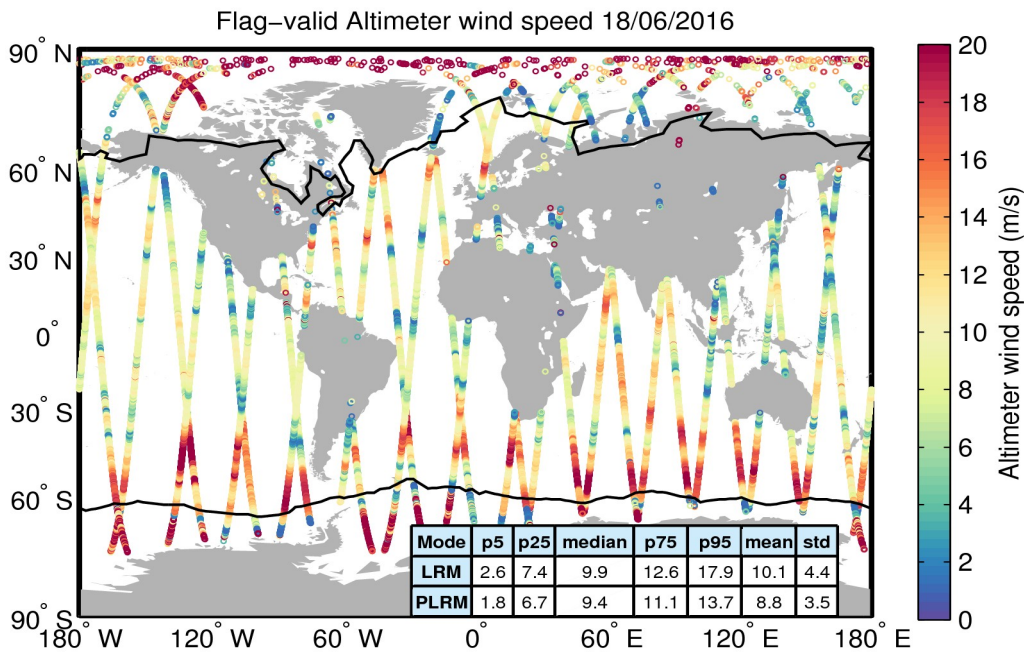 Flag−valid Altimeter wind speed 18/06/2016
90° N
60° N
30° N
0°
30° S
60° S
90° S
180° W
120° W
60° W
0°
60° E
120° E
180° E
Mode p5 p25 median p75 p95 mean std
LRM 2.6 7.4 9.9 12.6 17.9 10.1 4.4
PLRM 1.8 6.7 9.4 11.1 13.7 8.8 3.5
20
18
16
14
12
10
8
6
4
2
0
Altimeter wind speed (m/s)